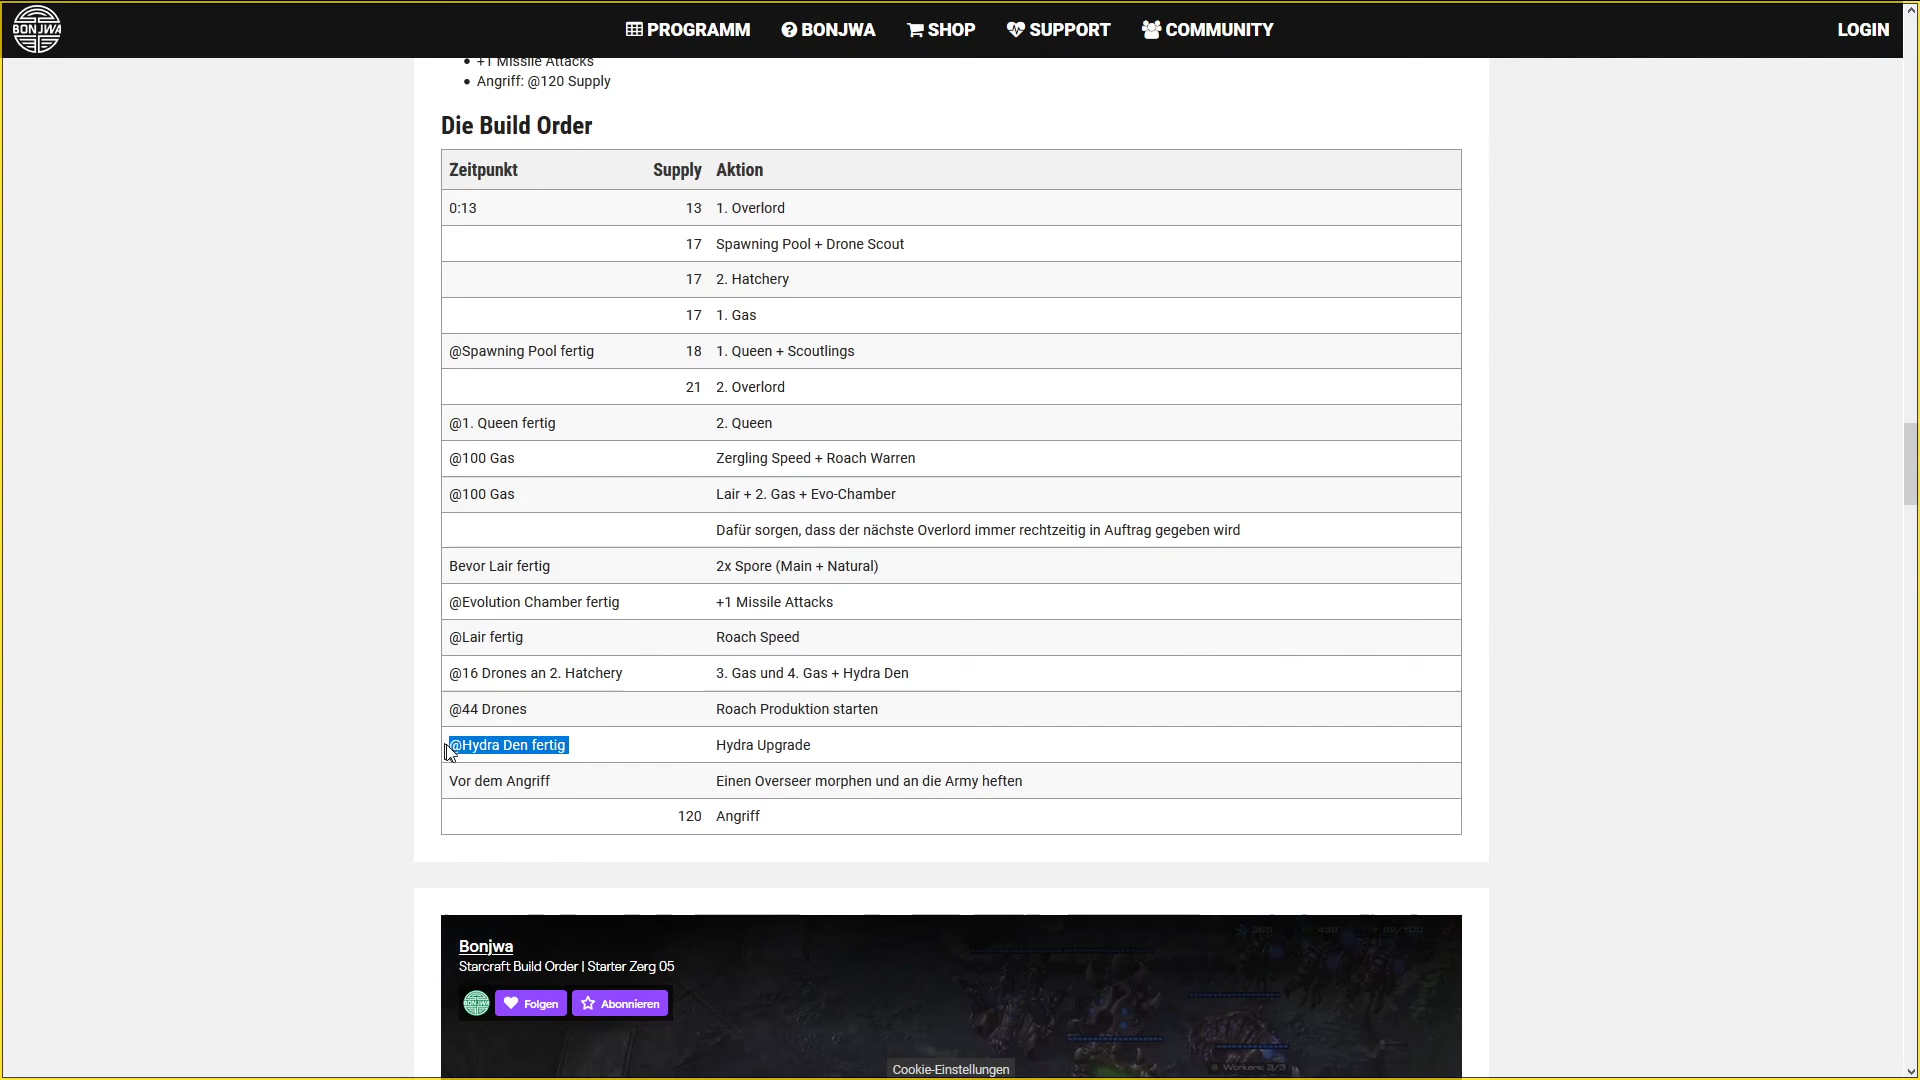 BONJWA
PROGRAMM
BONJWA
SHOP
SUPPORT
COMMUNITY
LOGIN
+1 Missile Attacks
Angriff: @120 Supply
Die Build Order
Zeitpunkt Supply Aktion
0:13 13 1. Overlord
17 Spawning Pool + Drone Scout
17 2. Hatchery
17 1. Gas
@Spawning Pool fertig 18 1. Queen + Scoutlings
21 2. Overlord
@1. Queen fertig 2. Queen
@100 Gas Zergling Speed + Roach Warren
@100 Gas Lair + 2. Gas + Evo-Chamber
Dafür sorgen, dass der nächste Overlord immer rechtzeitig in Auftrag gegeben wird
Bevor Lair fertig 2x Spore (Main + Natural)
@Evolution Chamber fertig +1 Missile Attacks
@Lair fertig Roach Speed
@16 Drones an 2. Hatchery 3. Gas und 4. Gas + Hydra Den
@44 Drones Roach Produktion starten
@Hydra Den fertig Hydra Upgrade
Vor dem Angriff Einen Overseer morphen und an die Army heften
120 Angriff
Bonjwa
Starcraft Build Order | Starter Zerg 05
Folgen
Abonnieren
Cookie-Einstellungen
Workers: 3/3